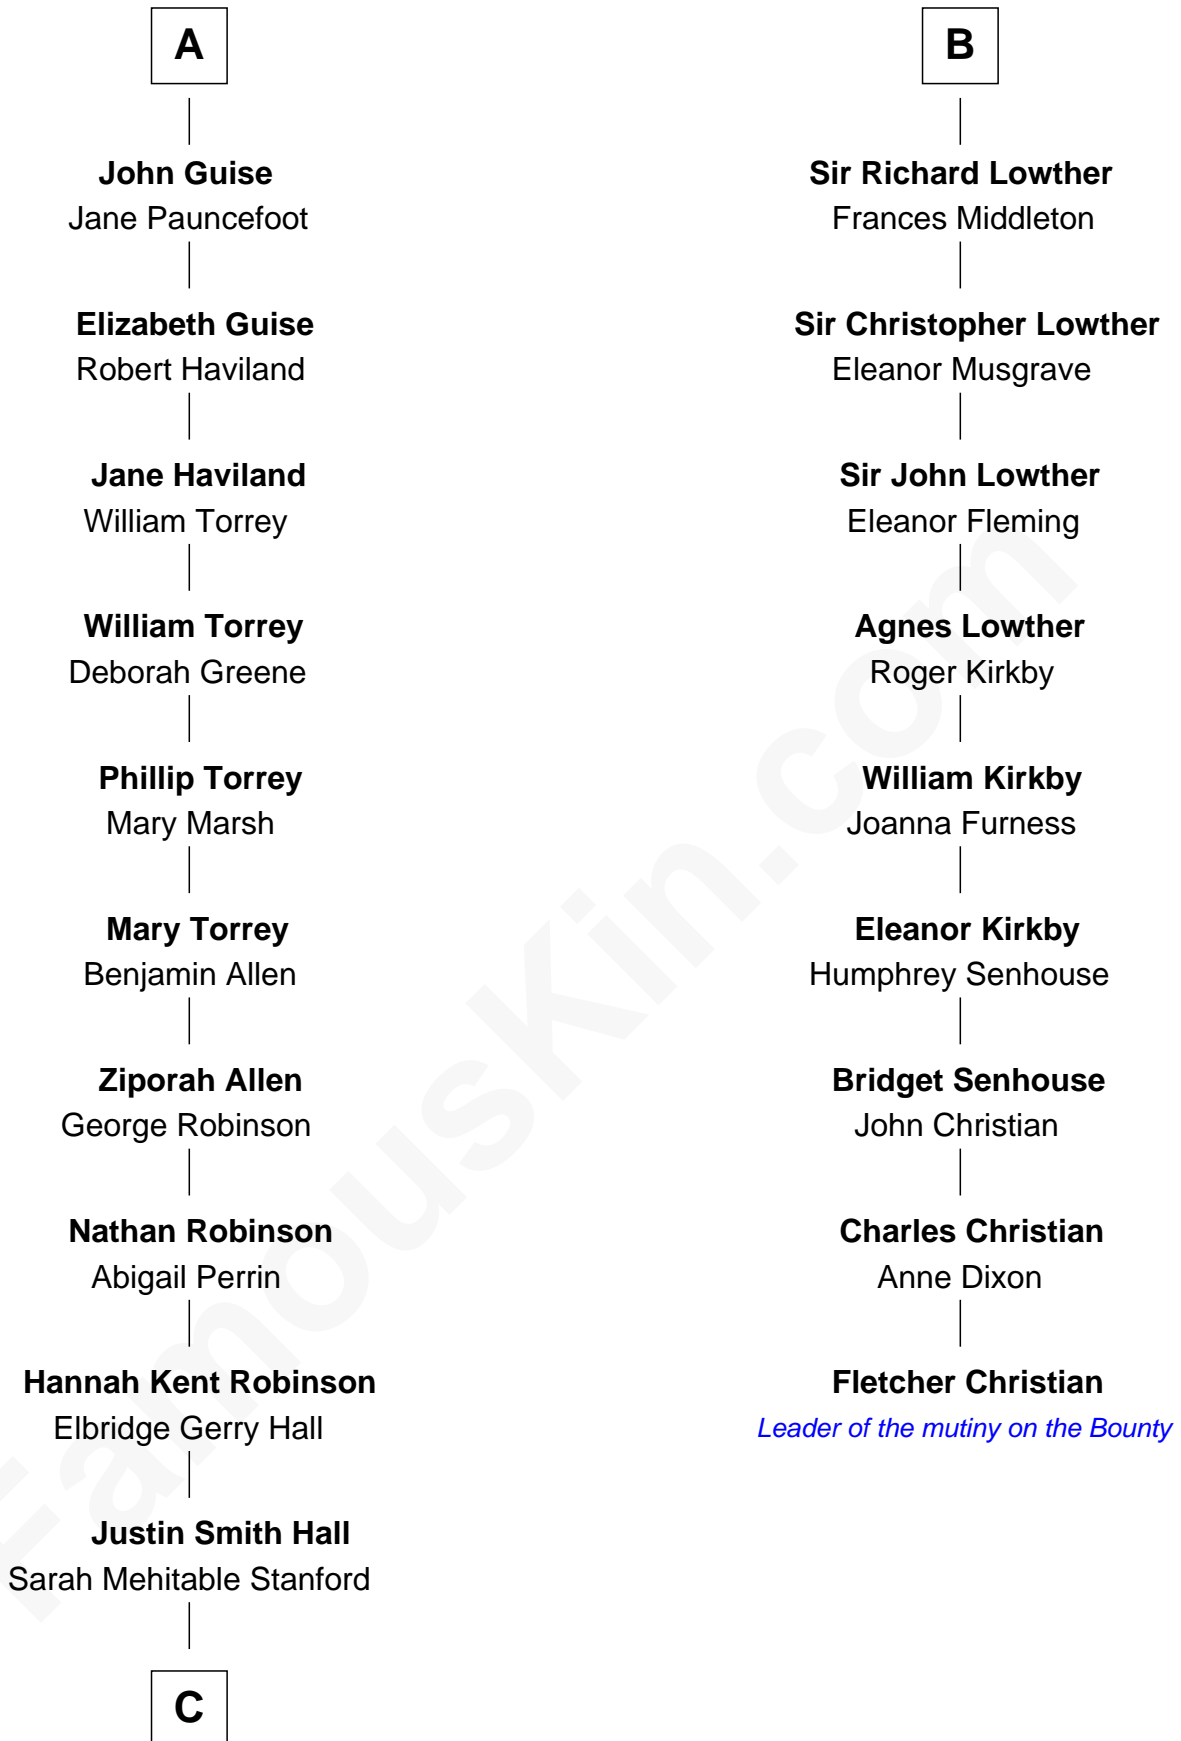 A
John Guise
Jane Pauncefoot
Elizabeth Guise
Robert Haviland
Jane Haviland
William Torrey
William Torrey
Deborah Greene
Phillip Torrey
Mary Marsh
Mary Torrey
Benjamin Allen
Ziporah Allen
George Robinson
Nathan Robinson
Abigail Perrin
Hannah Kent Robinson
Elbridge Gerry Hall
Justin Smith Hall
Sarah Mehitable Stanford
C
B
Sir Richard Lowther
Frances Middleton
Sir Christopher Lowther
Eleanor Musgrave
Sir John Lowther
Eleanor Fleming
Agnes Lowther
Roger Kirkby
William Kirkby
Joanna Furness
Eleanor Kirkby
Humphrey Senhouse
Bridget Senhouse
John Christian
Charles Christian
Anne Dixon
Fletcher Christian
Leader of the mutiny on the Bounty
FamousKin.com